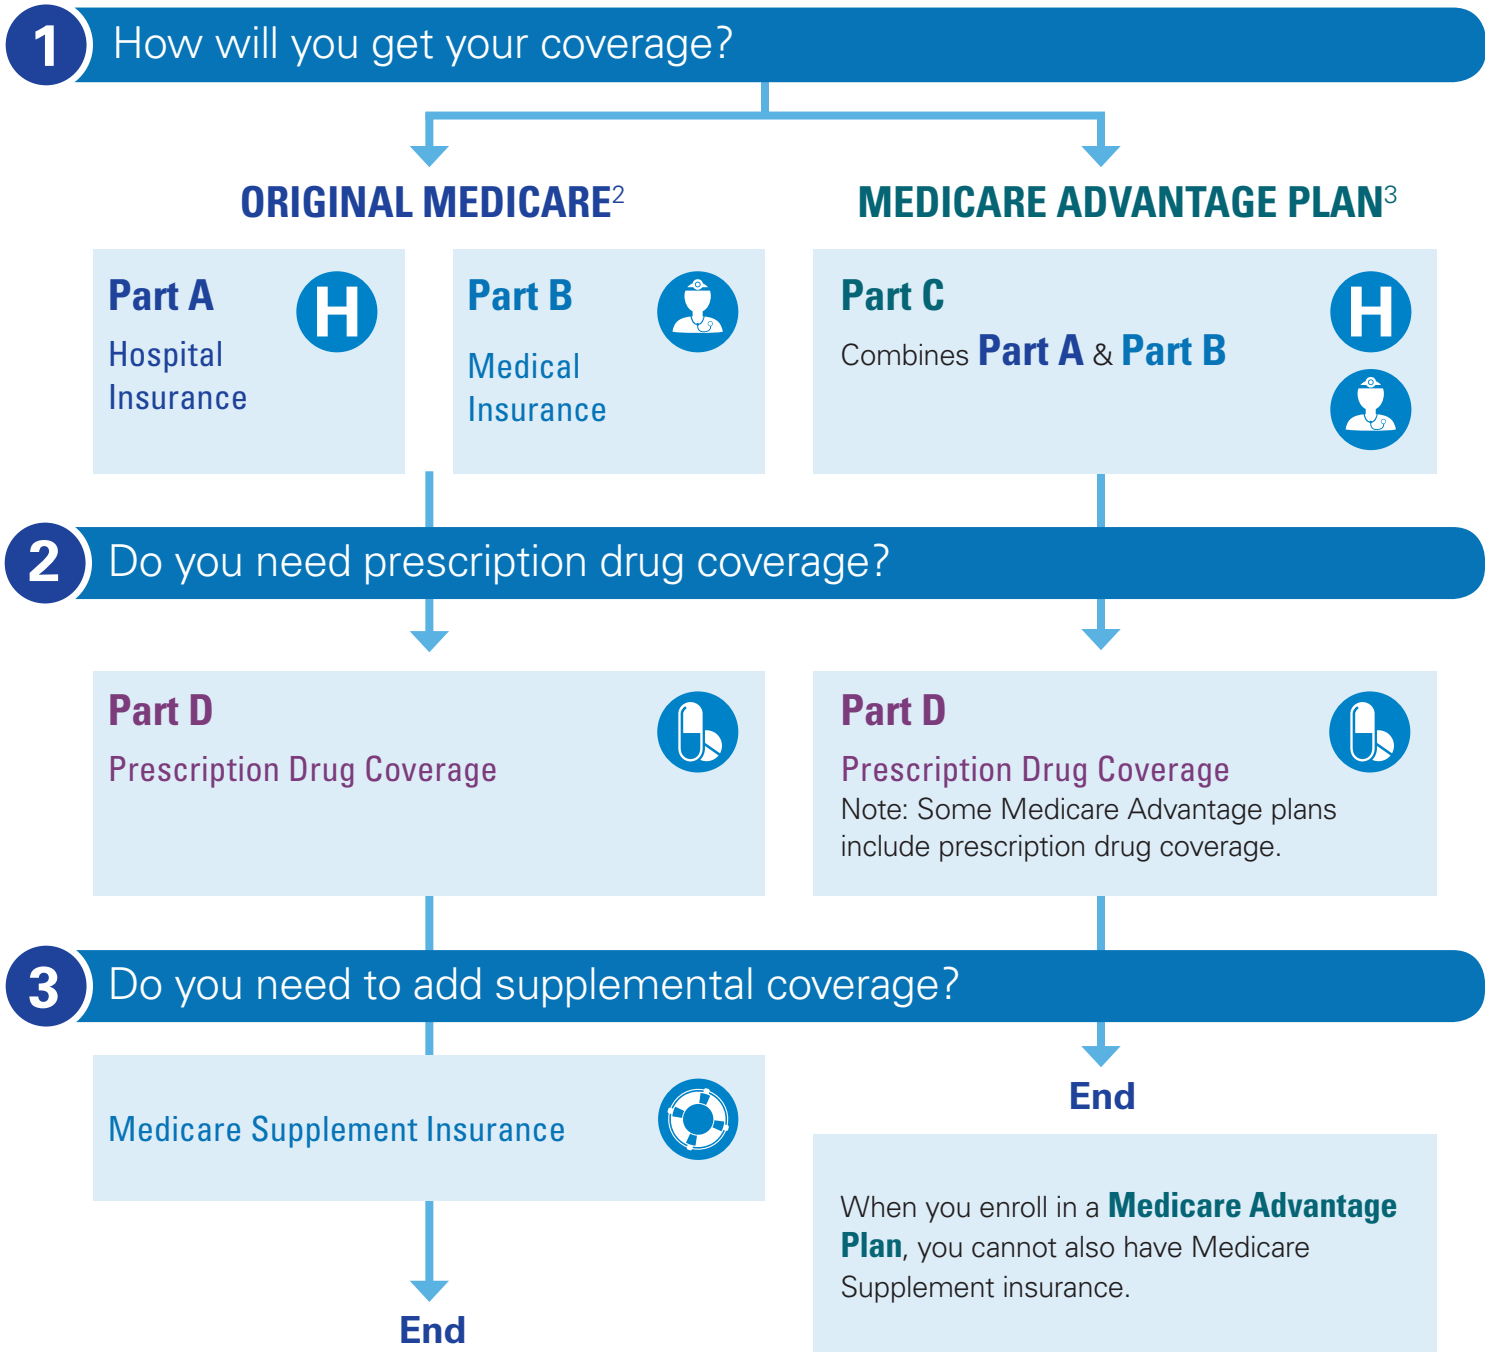 1 How will you get your coverage?
ORIGINAL MEDICARE2
MEDICARE ADVANTAGE PLAN3
Part A
Hospital
Insurance
H
Part B
Medical
Insurance
Part C
Combines Part A & Part B
H
2 Do you need prescription drug coverage?
Part D
Prescription Drug Coverage
Part D
Prescription Drug Coverage
Note: Some Medicare Advantage plans
include prescription drug coverage.
3 Do you need to add supplemental coverage?
Medicare Supplement Insurance
End
End
When you enroll in a Medicare Advantage
Plan, you cannot also have Medicare
Supplement insurance.